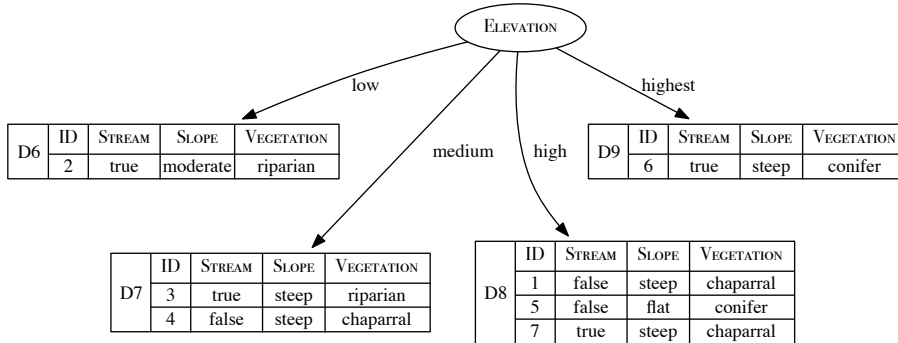 ELEVATION
low
medium
high
highest
D6
ID STREAM SLOPE VEGETATION
2 true moderate riparian
D9
ID STREAM SLOPE VEGETATION
6 true steep conifer
D7
ID STREAM SLOPE VEGETATION
3 true steep riparian
4 false steep chaparral
D8
ID STREAM SLOPE VEGETATION
1 false steep chaparral
5 false flat conifer
7 true steep chaparral